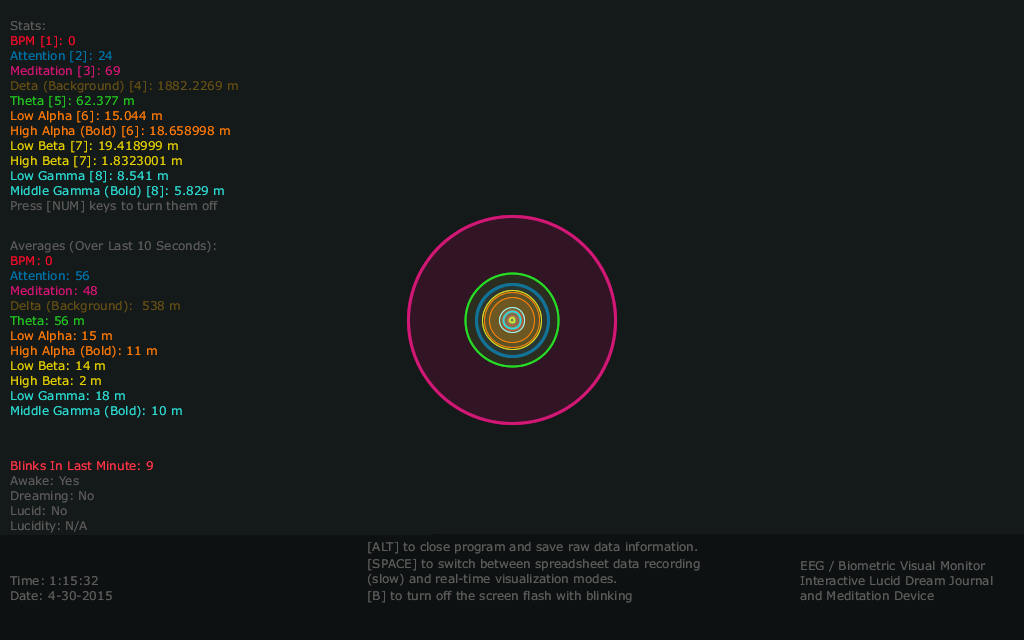 Stats:
BPM [1]: 0
Attention [2]: 24
Meditation [3]: 69
Deta (Background) [4]: 1882.2269 m
Theta [5]: 62.377 m
Low Alpha [6]: 15.044 m
High Alpha (Bold) [6]: 18.658998 m
Low Beta [7]: 19.418999 m
High Beta [7]: 1.8323001 m
Low Gamma [8]: 8.541 m
Middle Gamma (Bold) [8]: 5.829 m
Press [NUM] keys to turn them off
Averages (Over Last 10 Seconds):
BPM: 0
Attention: 56
Meditation: 48
Delta (Background):  538 m
Theta: 56 m
Low Alpha: 15 m
High Alpha (Bold): 11 m
Low Beta: 14 m
High Beta: 2 m
Low Gamma: 18 m
Middle Gamma (Bold): 10 m
Blinks In Last Minute: 9
Awake: Yes
Dreaming: No
Lucid: No
Lucidity: N/A
Time: 1:15:32
Date: 4-30-2015
[ALT] to close program and save raw data information.
[SPACE] to switch between spreadsheet data recording
(slow) and real-time visualization modes.
[B] to turn off the screen flash with blinking
EEG / Biometric Visual Monitor
Interactive Lucid Dream Journal
and Meditation Device